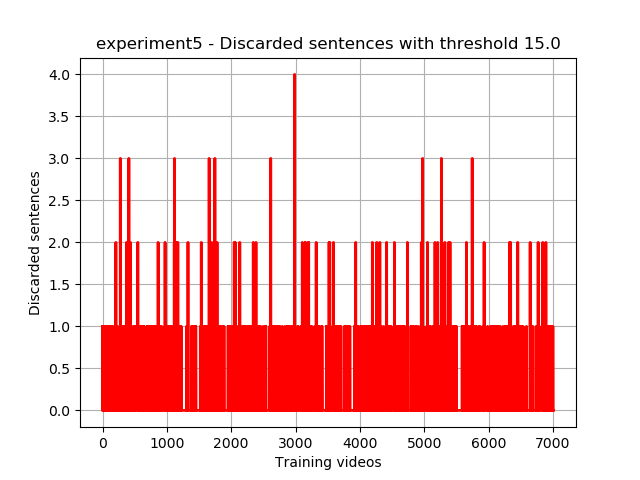 experiment5 - Discarded sentences with threshold 15.0
4.0
3.5
3.0
2.5
2.0
1.5
1.0
0.5
0.0
Discarded sentences
0 1000 2000 3000 4000 5000 6000 7000
Training videos